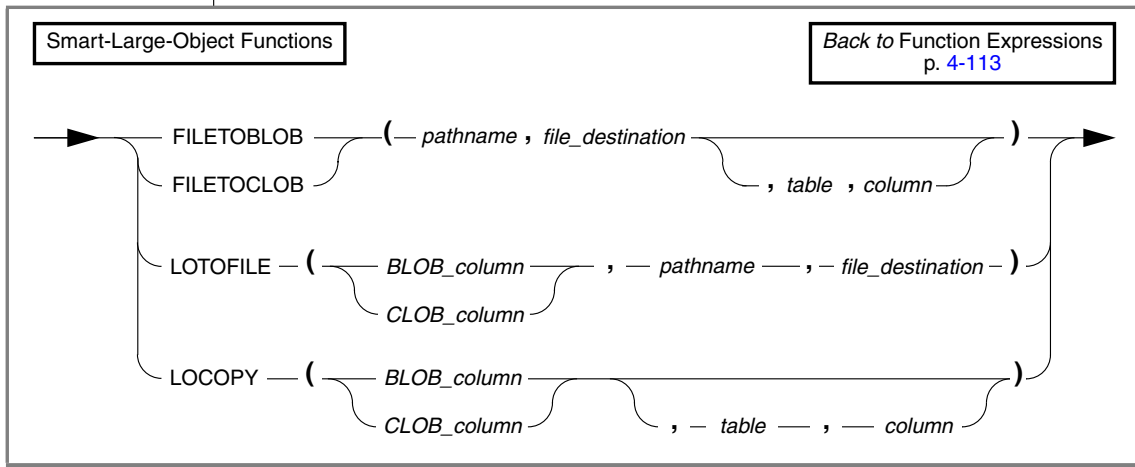 Smart-Large-Object Functions
Back to Function Expressions
p. 4-113
FILETOBLOB ( pathname , file_destination )
FILETOCLOB , table , column
LOTOFILE ( BLOB_column , pathname , file_destination )
CLOB_column
LOCOPY ( BLOB_column )
CLOB_column , table , column